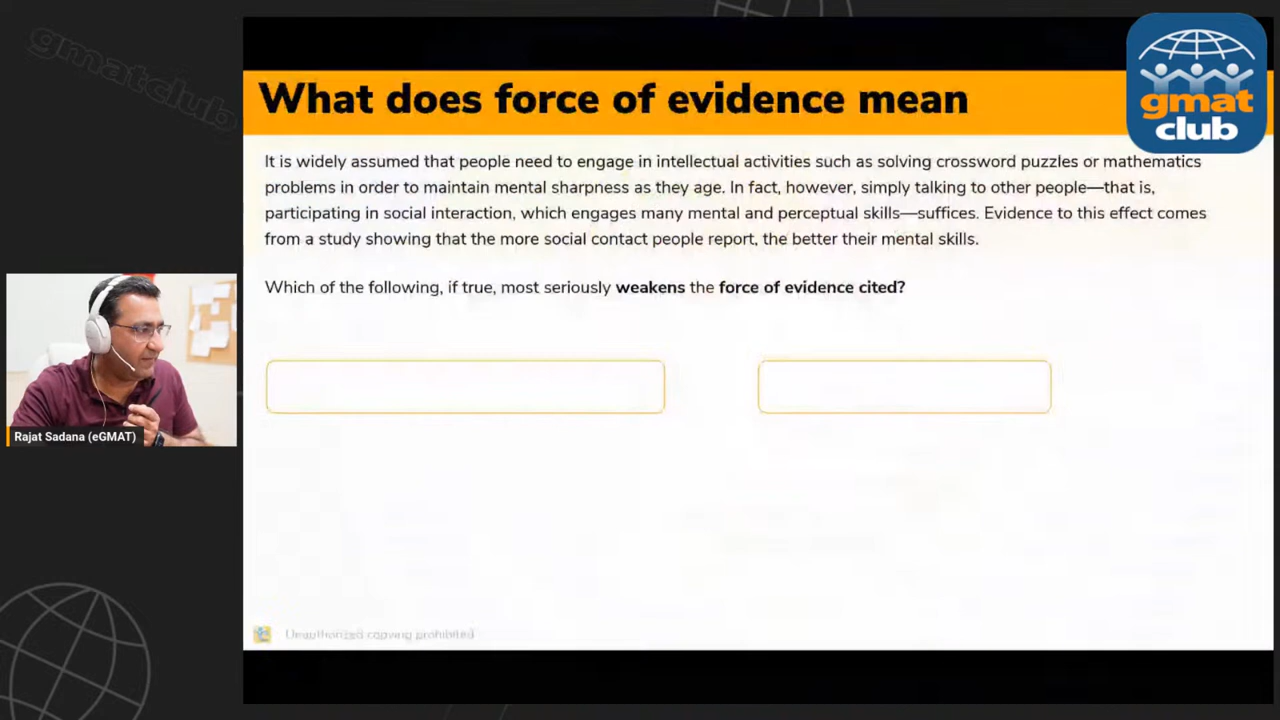 gmatclub
gmat
club
What does force of evidence mean
It is widely assumed that people need to engage in intellectual activities such as solving crossword puzzles or mathematics
problems in order to maintain mental sharpness as they age. In fact, however, simply talking to other people—that is,
participating in social interaction, which engages many mental and perceptual skills—suffices. Evidence to this effect comes
from a study showing that the more social contact people report, the better their mental skills.
Which of the following, if true, most seriously weakens the force of evidence cited?
Rajat Sadana (eGMAT)
Unauthorized copying prohibited